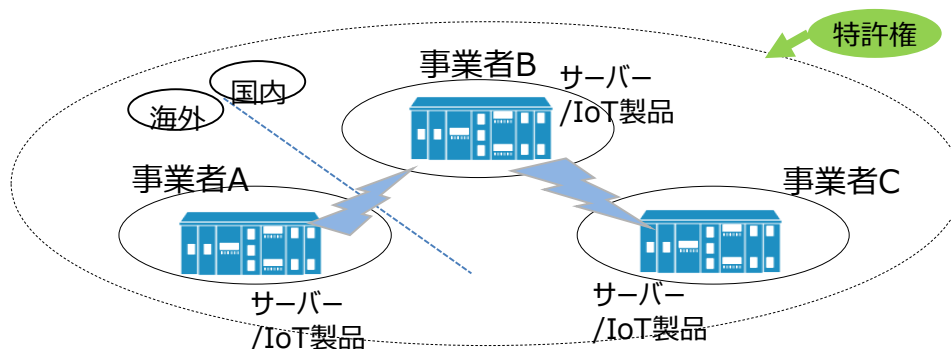 特許権
事業者B
サーバー
/IoT製品
国内
海外
事業者A
事業者C
サーバー
/IoT製品
サーバー
/IoT製品